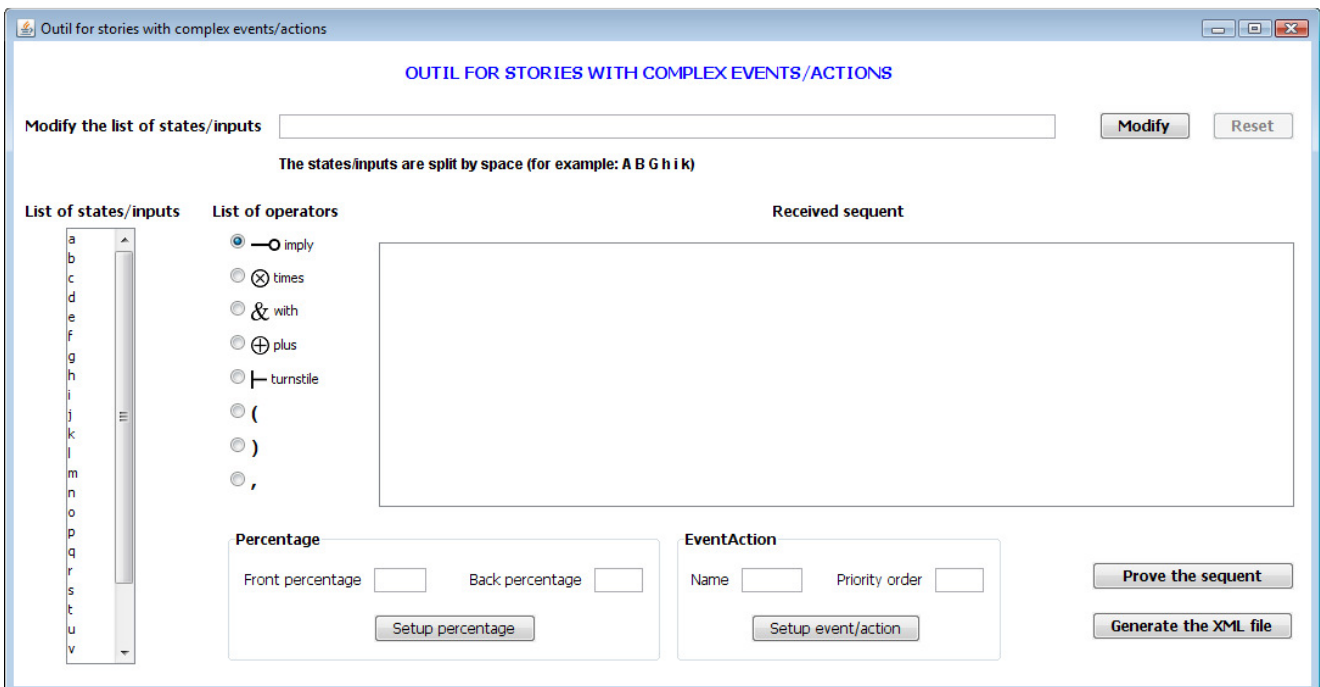 Outil for stories with complex events/actions
OUTIL FOR STORIES WITH COMPLEX EVENTS/ACTIONS
Modify the list of states/inputs
Modify
Reset
The states/inputs are split by space (for example: A B G h i k)
List of states/inputs
List of operators
Received sequent
a
b
c
d
e
f
g
h
i
j
k
l
m
n
o
p
q
r
s
t
u
v
imply
⊗ times
& with
⊕ plus
⊢ turnstile
(
)
,
Percentage
Front percentage
Back percentage
Setup percentage
EventAction
Name
Priority order
Setup event/action
Prove the sequent
Generate the XML file